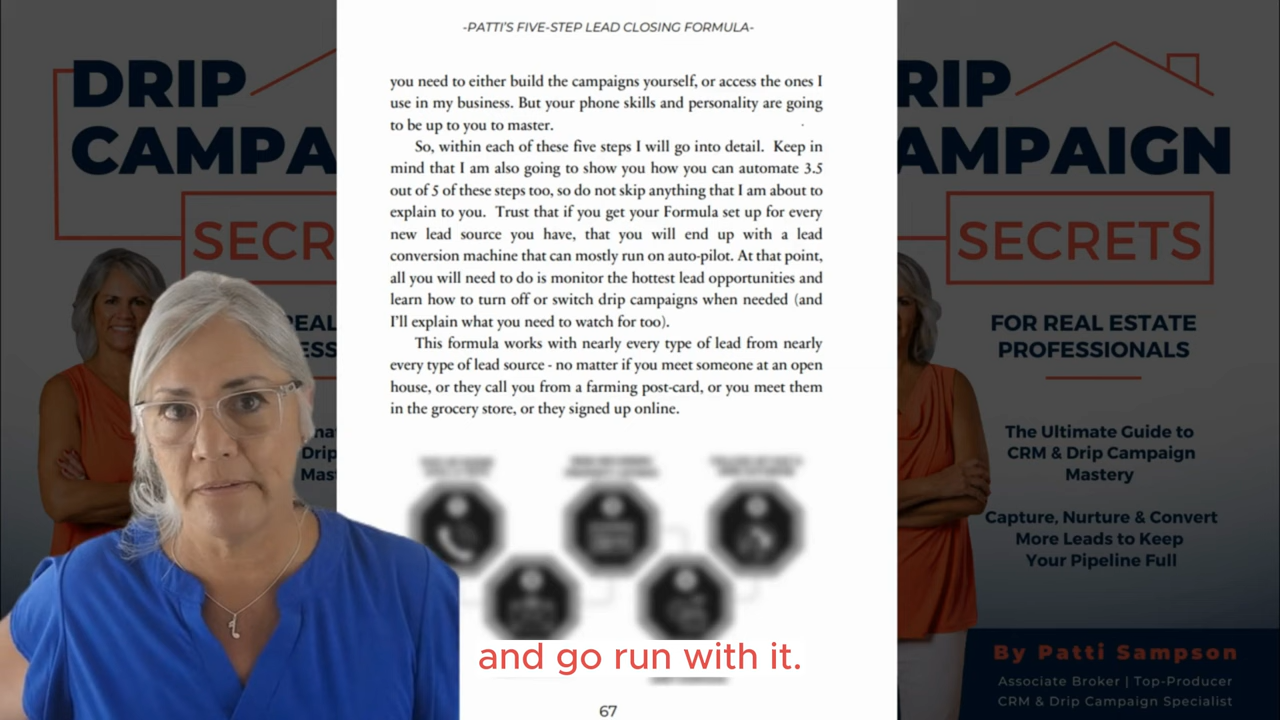 -PATTI'S FIVE-STEP LEAD CLOSING FORMULA-
you need to either build the campaigns yourself, or access the ones I
use in my business. But your phone skills and personality are going
to be up to you to master.
So, within each of these five steps I will go into detail. Keep in
mind that I am also going to show you how you can automate 3.5
out of 5 of these steps too, so do not skip anything that I am about to
explain to you. Trust that if you get your Formula set up for every
new lead source you have, that you will end up with a lead
conversion machine that can mostly run on auto-pilot. At that point,
all you will need to do is monitor the hottest lead opportunities and
learn how to turn off or switch drip campaigns when needed (and
I'll explain what you need to watch for too).
This formula works with nearly every type of lead from nearly
every type of lead source - no matter if you meet someone at an open
house, or they call you from a farming post-card, or you meet them
in the grocery store, or they signed up online.
67
and go run with it.
DRIP
CAMPA
SECR
EAL
ESS
Drip
Mas
RIP
AMPAIGN
SECRETS
FOR REAL ESTATE
PROFESSIONALS
The Ultimate Guide to
CRM & Drip Campaign
Mastery
Capture, Nurture & Convert
More Leads to Keep
Your Pipeline Full
By Patti Sampson
Associate Broker | Top-Producer
CRM & Drip Campaign Specialist